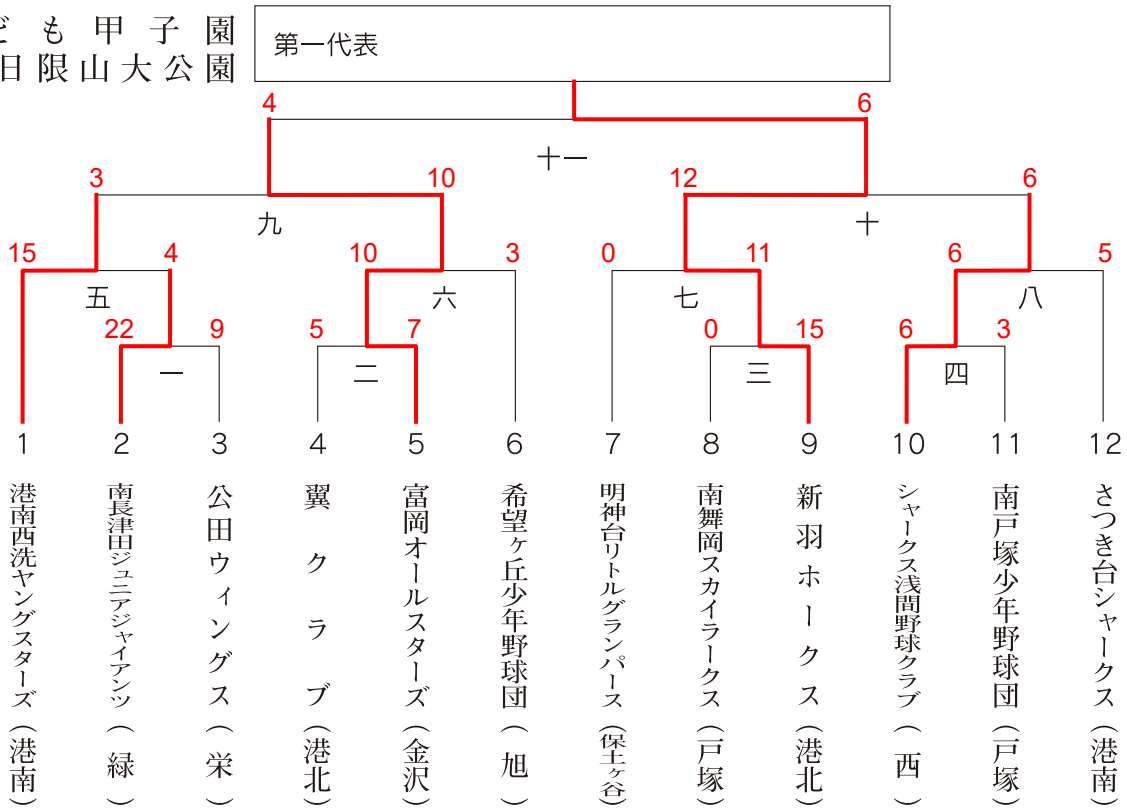 ども甲子園
日限山大公園
第一代表
4
6
十一
3
10
12
6
九
十
15
4
10
3
0
11
6
5
五
六
七
八
22
9
5
7
0
15
6
3
一
二
三
四
1
2
3
4
5
6
7
8
9
10
11
12
港南西洗ヤングスターズ(港南)
南長津田ジュニアジャイアンツ(緑)
公田ウィングス(栄)
翼クラブ(港北)
富岡オールスターズ(金沢)
希望ヶ丘少年野球団(旭)
明神台リトルグランパース(保土ヶ谷)
南舞岡スカイラークス(戸塚)
新羽ホークス(港北)
シャークス浅間野球クラブ(西)
南戸塚少年野球団(戸塚)
さつき台シャークス(港南)